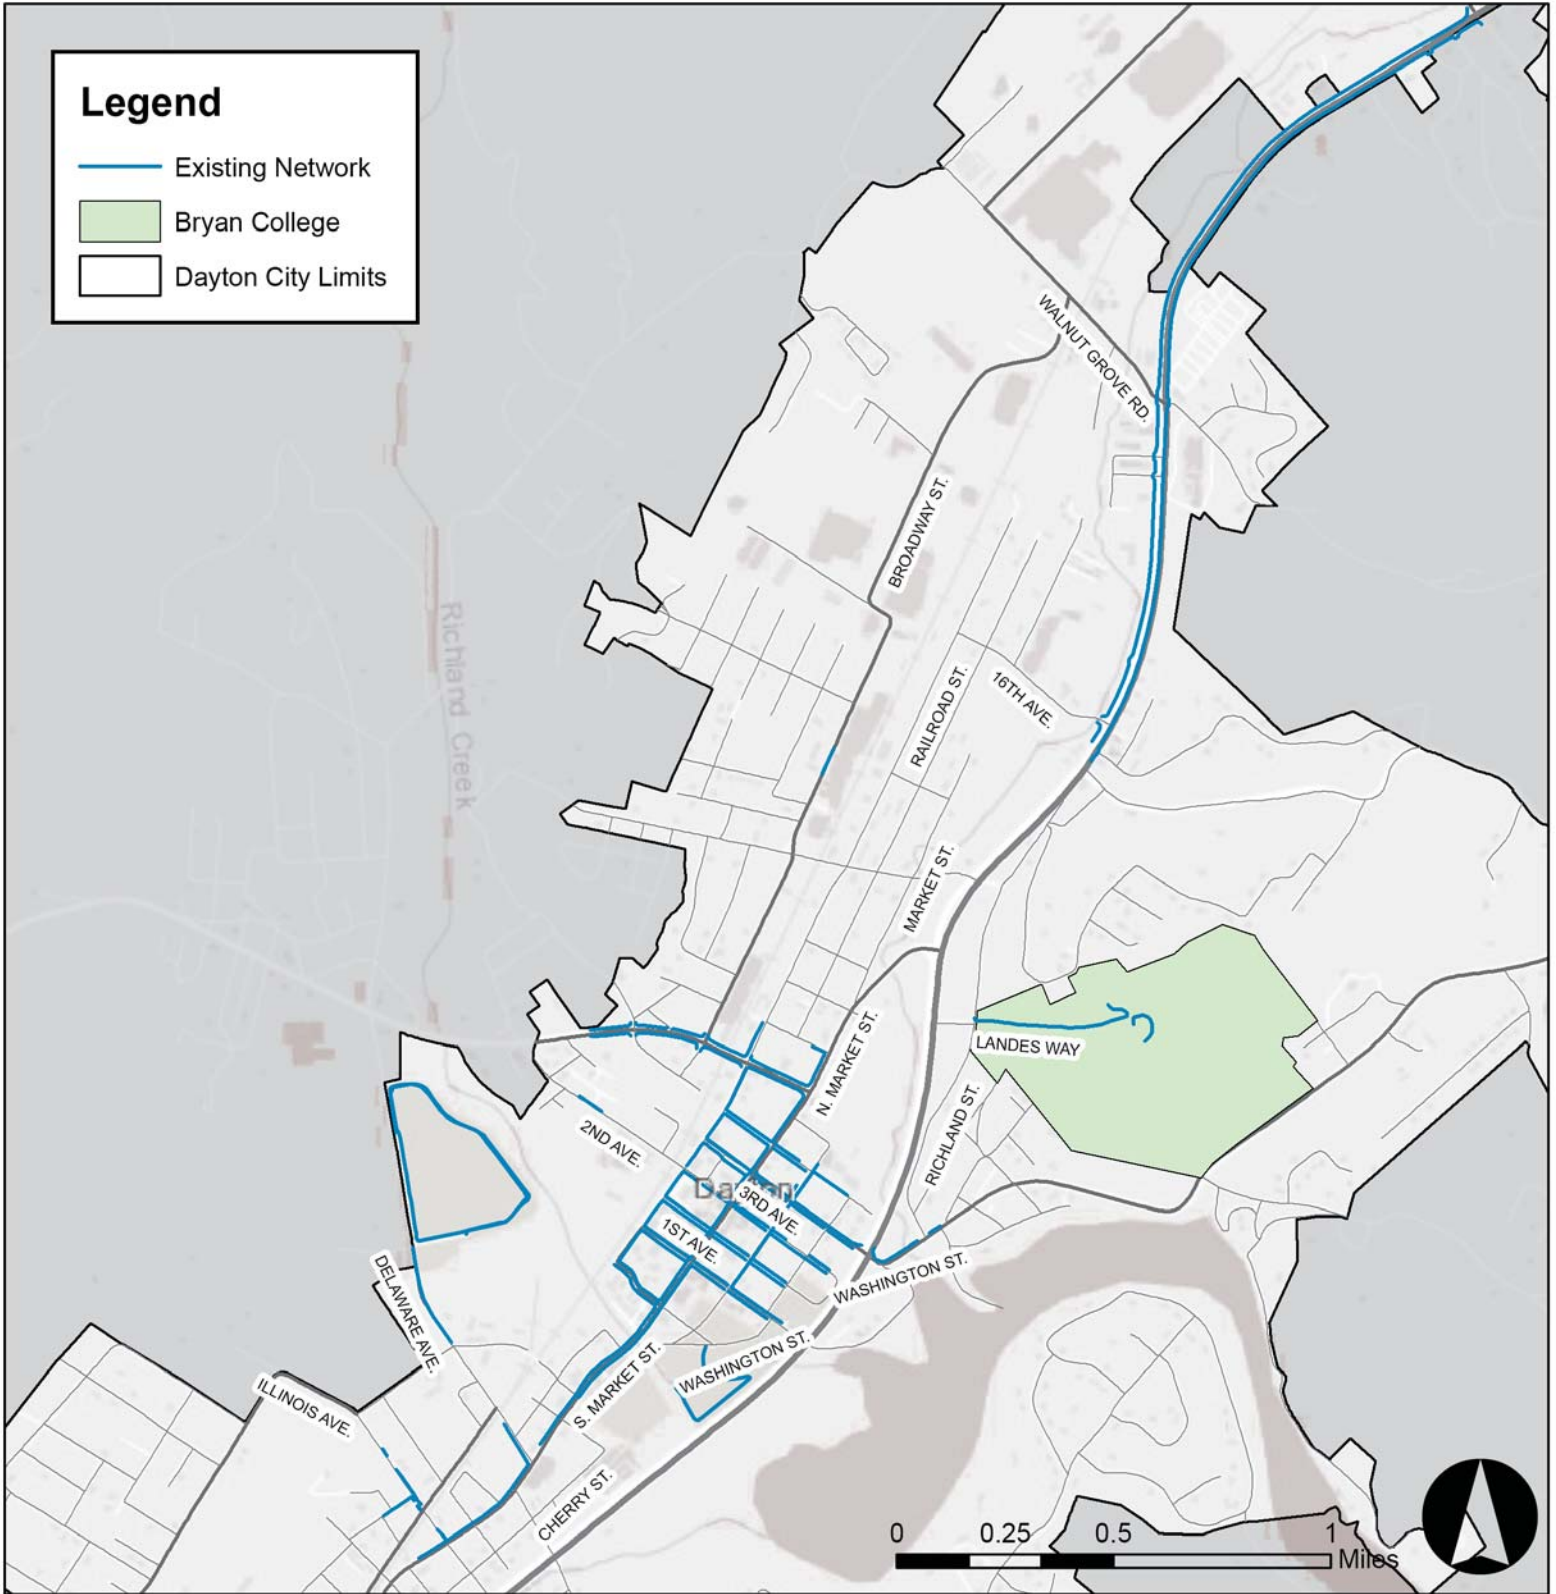 Legend
Existing Network
Bryan College
Dayton City Limits
WALNUT GROVE RD.
BROADWAY ST.
Richland Creek
RAILROAD ST.
16TH AVE.
MARKET ST.
N. MARKET ST.
LANDES WAY
RICHLAND ST.
2ND AVE.
Dayton
3RD AVE.
1ST AVE.
WASHINGTON ST.
DELAWARE AVE.
WASHINGTON ST.
S. MARKET ST.
ILLINOIS AVE.
CHERRY ST.
0 0.25 0.5 1
Miles